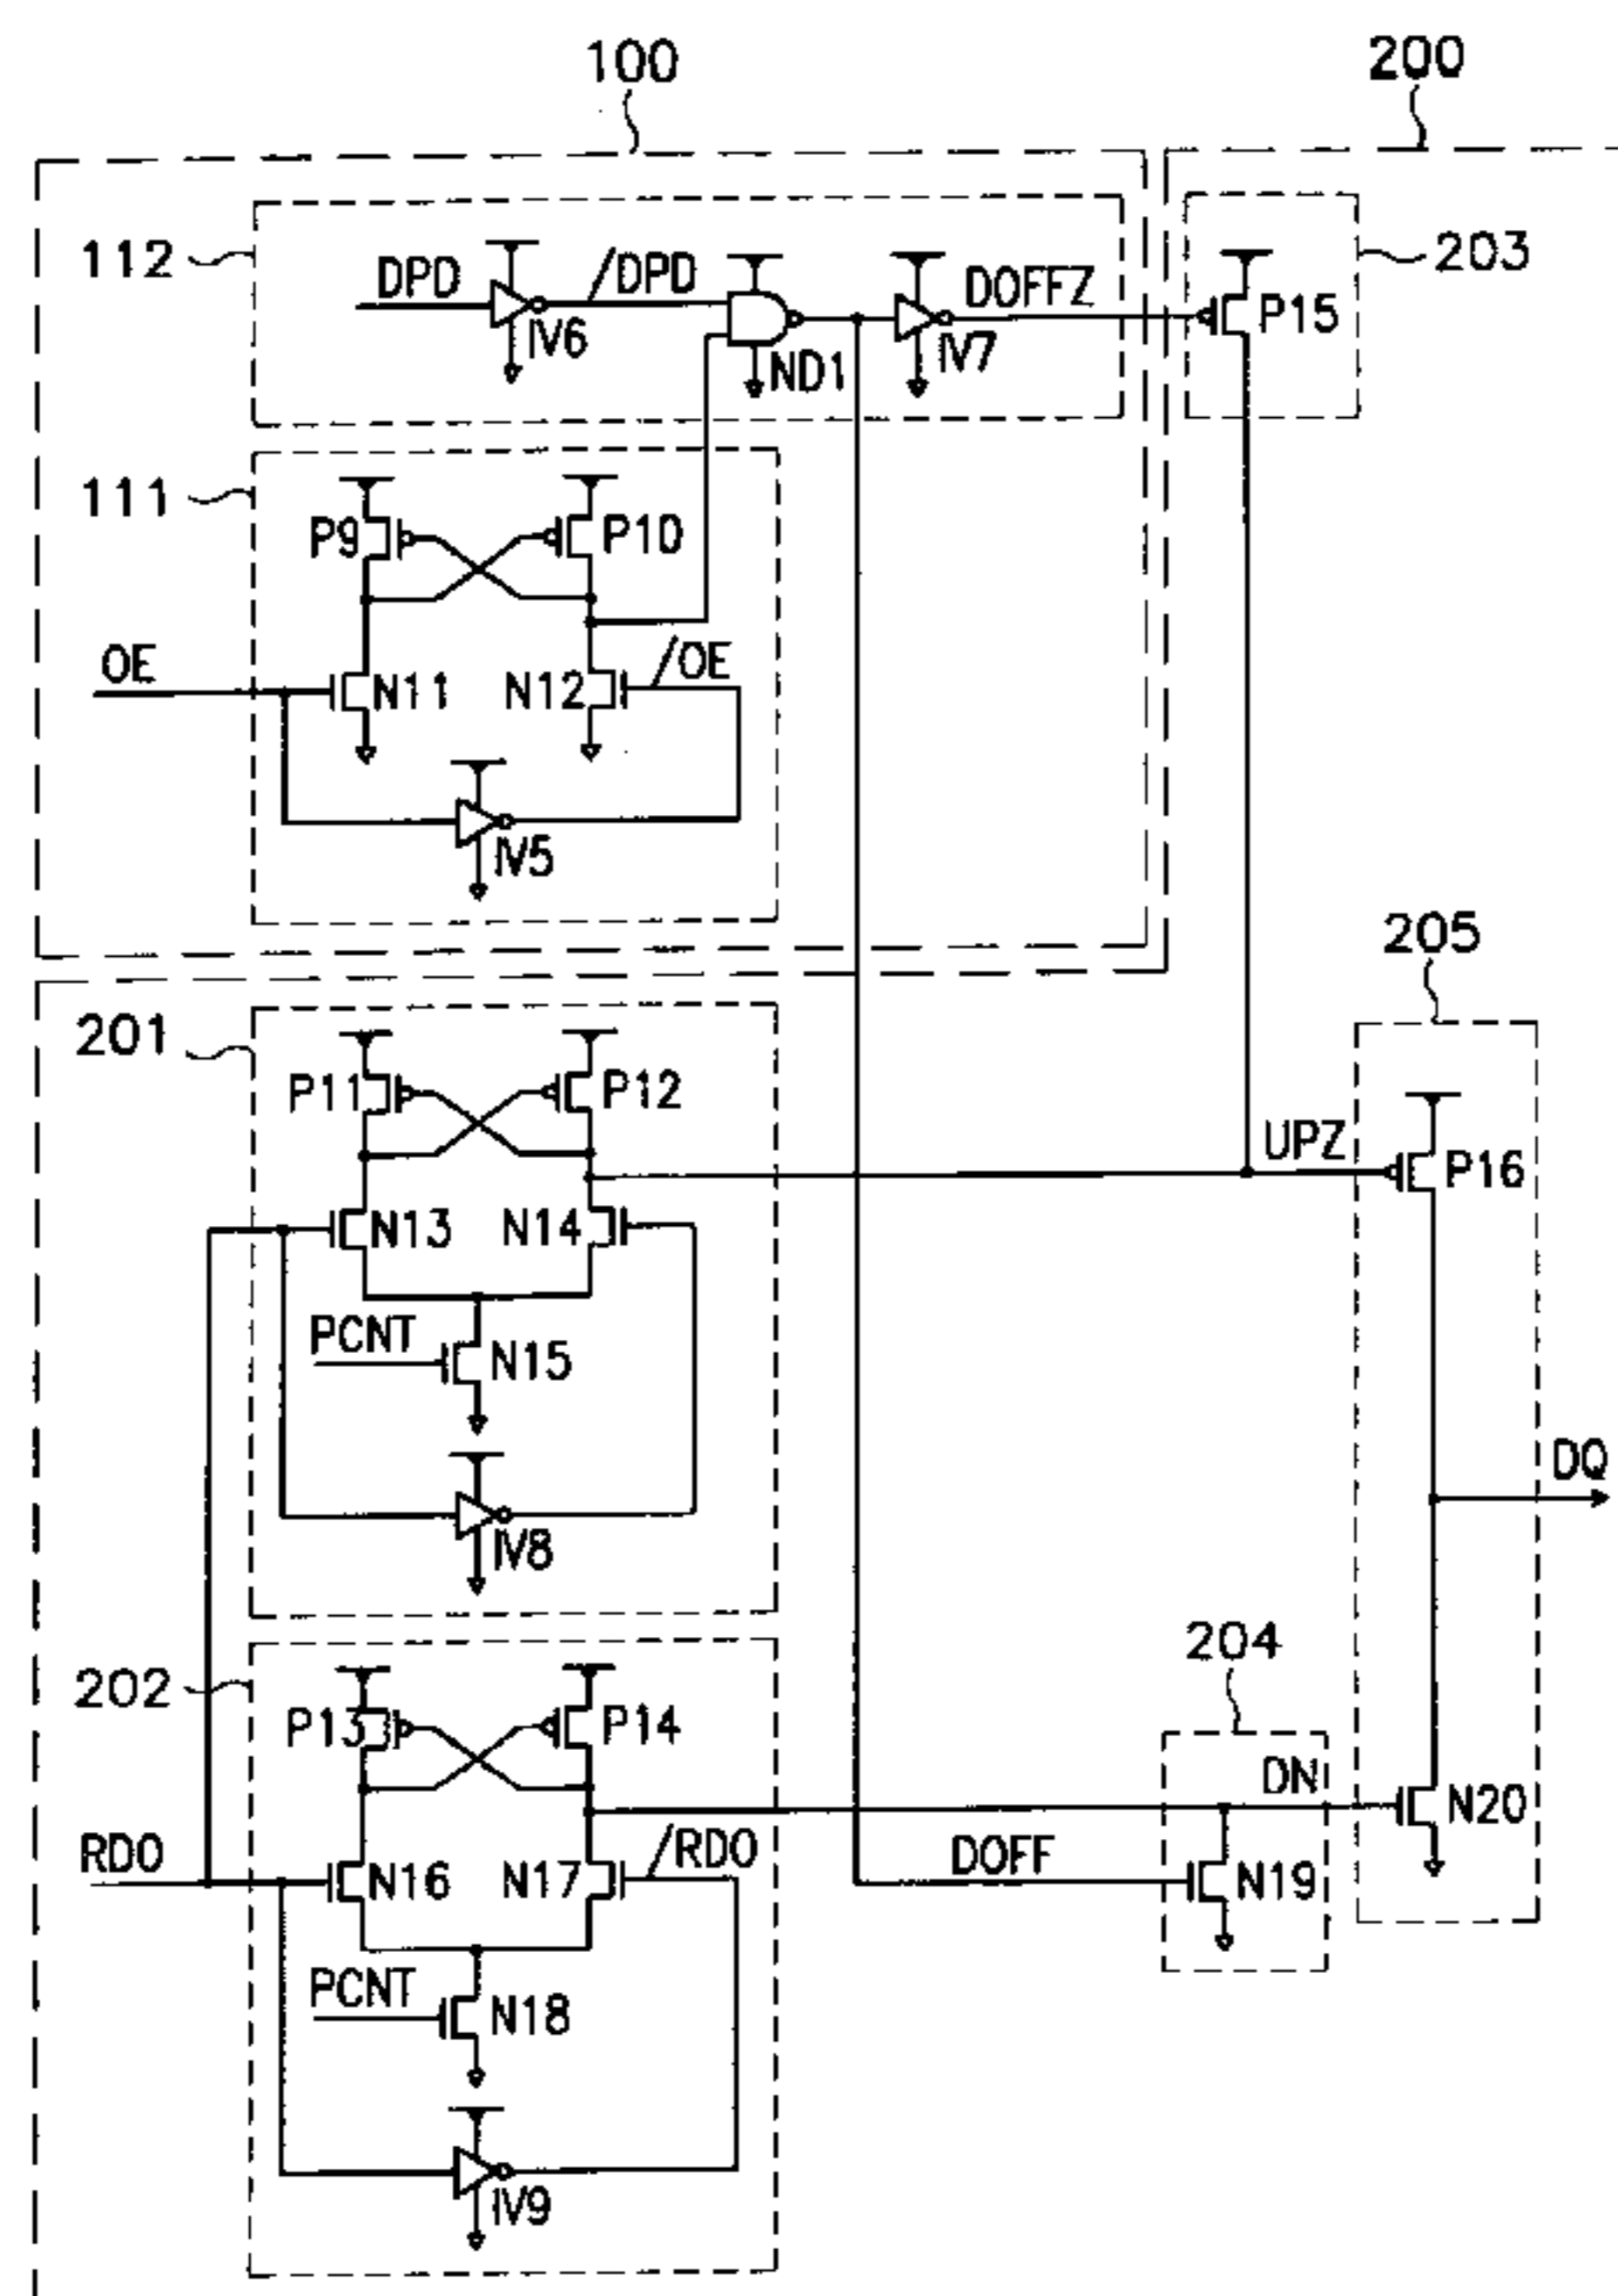 100
200
112
DPD
/DPD
DOFFZ
203
IV6
ND1
IV7
P15
111
P9
P10
OE
/OE
N11
N12
IV5
205
201
P11
P12
UPZ
P16
N13
N14
PCNT
N15
DQ
IV8
204
202
P13
P14
DN
N20
RDO
/RDO
DOFF
N16
N17
N19
PCNT
N18
IV9